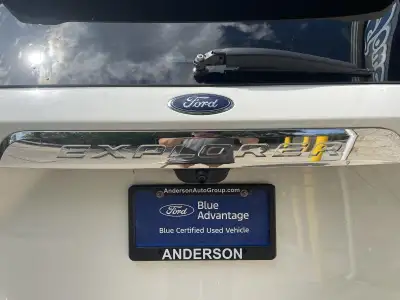 Ford
EXPLORER
AndersonAutoGroup.com
Ford
Blue
Advantage
Blue Certified Used Vehicle
ANDERSON